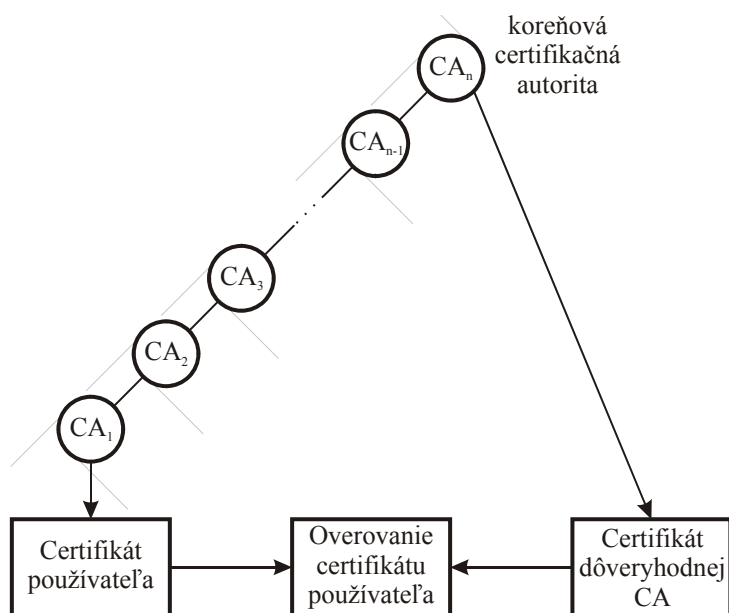 koreňová
certifikačná
autorita
CAₙ
CAₙ₋₁
CA₃
CA₂
CA₁
Certifikát
používateľa
Overovanie
certifikátu
používateľa
Certifikát
dôveryhodnej
CA